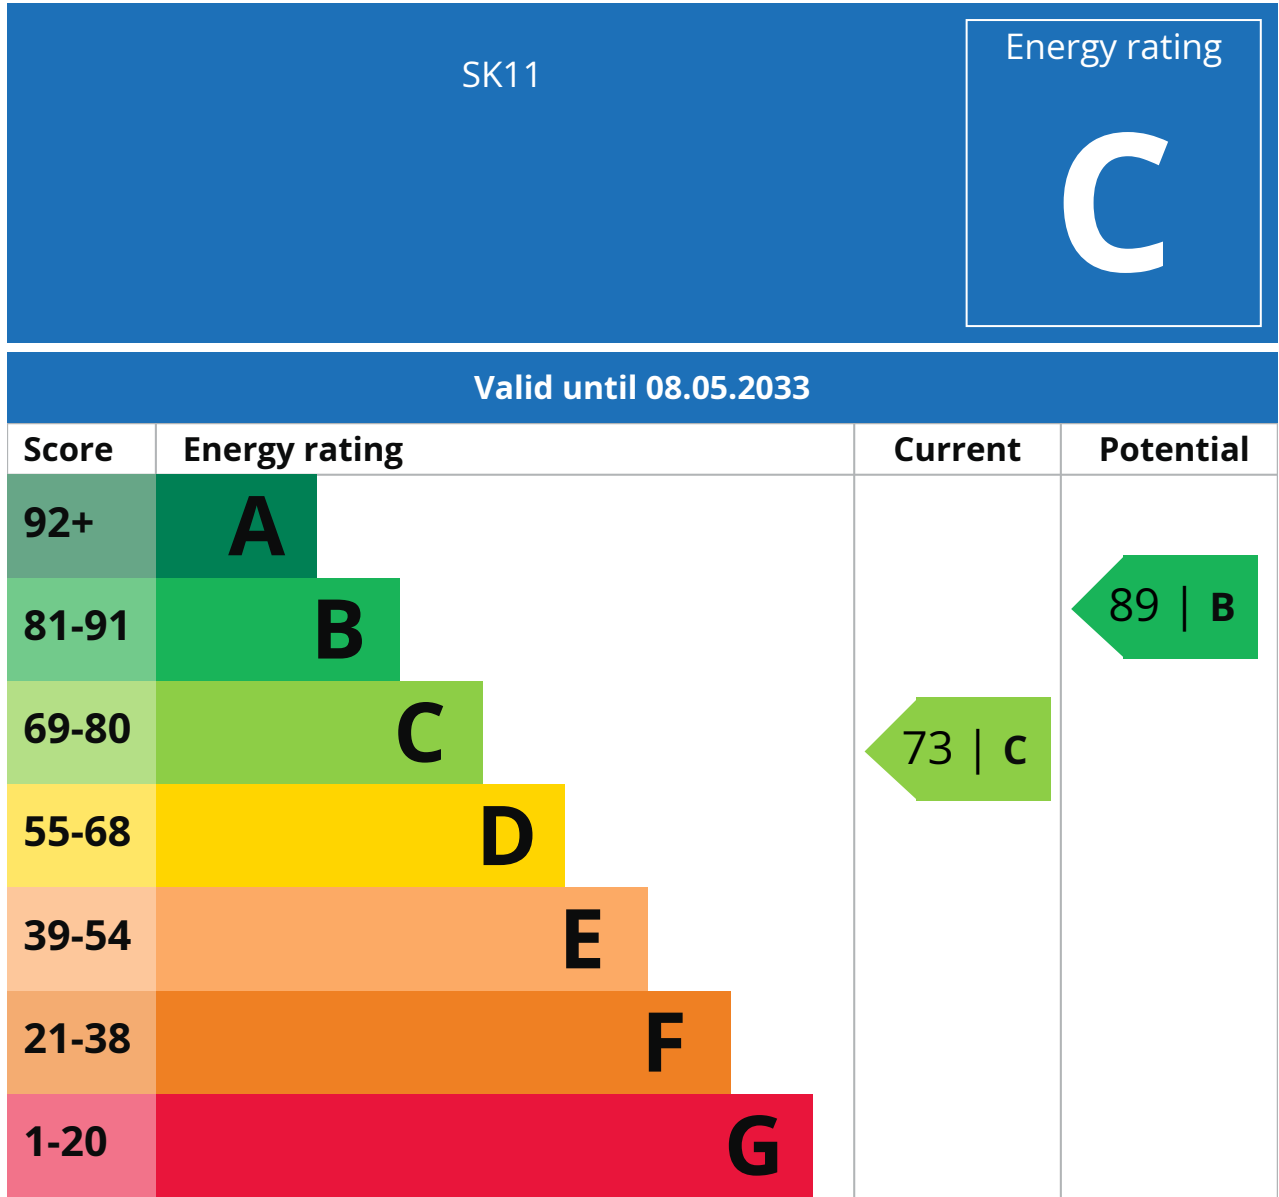 SK11
Energy rating
C
Valid until 08.05.2033
Score Energy rating Current Potential
92+ A
81-91 B
89 | B
69-80 C
73 | C
55-68 D
39-54 E
21-38 F
1-20 G